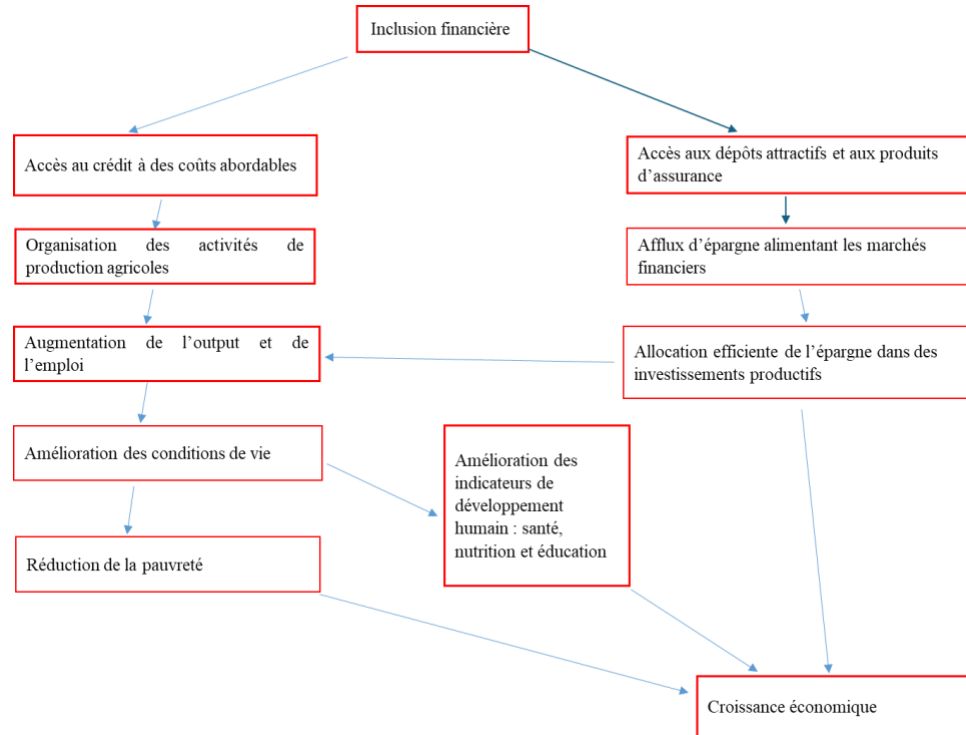 Inclusion financière
Accès au crédit à des coûts abordables
Accès aux dépôts attractifs et aux produits
d’assurance
Organisation des activités de
production agricoles
Afflux d’épargne alimentant les marchés
financiers
Augmentation de l’output et de
l’emploi
Allocation efficiente de l’épargne dans des
investissements productifs
Amélioration des conditions de vie
Amélioration des
indicateurs de
développement
humain : santé,
nutrition et éducation
Réduction de la pauvreté
Croissance économique